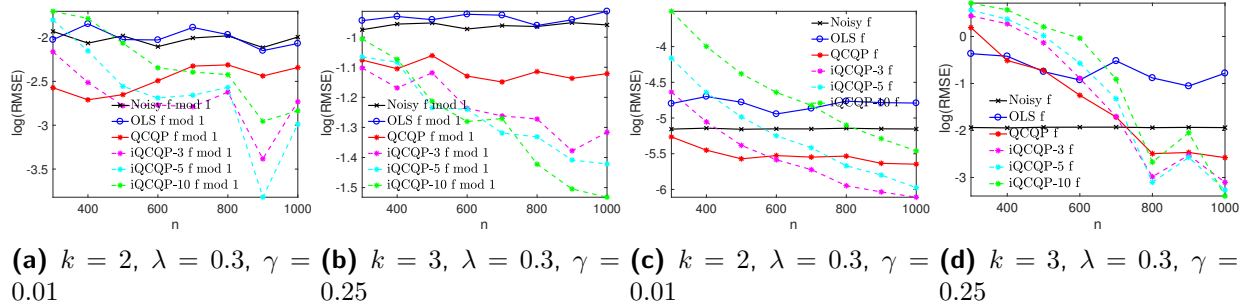 -2
-2.5
-3
-3.5
log(RMSE)
400
600
800
1000
n
Noisy f mod 1
OLS f mod 1
QCQP f mod 1
iQCQP-3 f mod 1
iQCQP-5 f mod 1
iQCQP-10 f mod 1
-1
-1.1
-1.2
-1.3
-1.4
-1.5
log(RMSE)
400
600
800
1000
n
Noisy f mod 1
OLS f mod 1
QCQP f mod 1
iQCQP-3 f mod 1
iQCQP-5 f mod 1
iQCQP-10 f mod 1
-4
-4.5
-5
-5.5
-6
log(RMSE)
400
600
800
1000
n
Noisy f
OLS f
QCQP f
iQCQP-3 f
iQCQP-5 f
iQCQP-10 f
0
-1
-2
-3
log(RMSE)
400
600
800
1000
n
Noisy f
OLS f
QCQP f
iQCQP-3 f
iQCQP-5 f
iQCQP-10 f
(a) k = 2, λ = 0.3, γ =
0.01
(b) k = 3, λ = 0.3, γ =
0.25
(c) k = 2, λ = 0.3, γ =
0.01
(d) k = 3, λ = 0.3, γ =
0.25